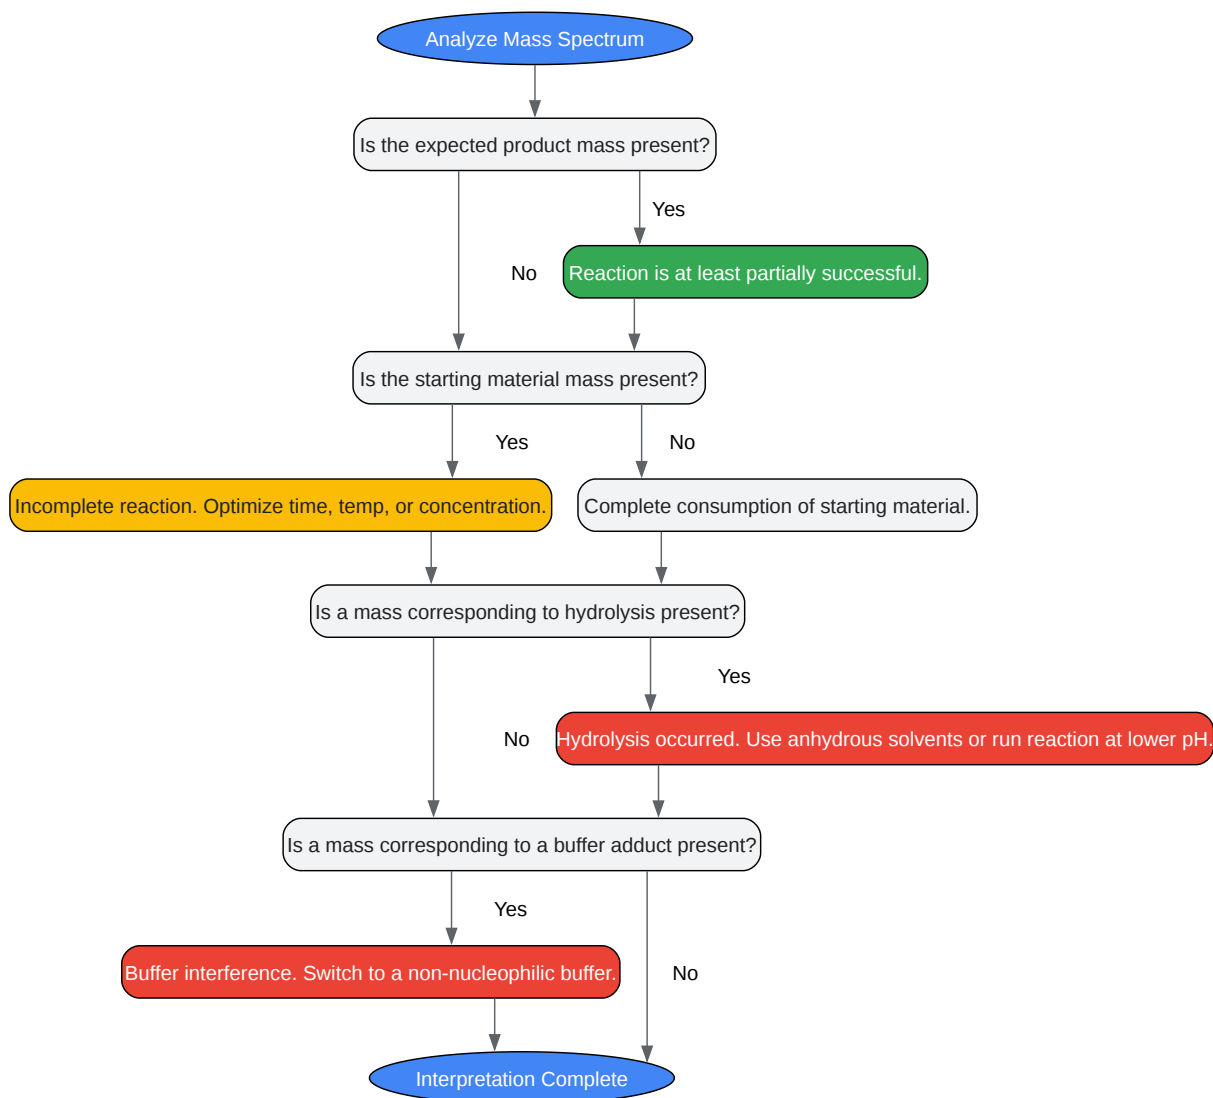 Analyze Mass Spectrum
Is the expected product mass present?
Yes
No
Reaction is at least partially successful.
Is the starting material mass present?
Yes
No
Incomplete reaction. Optimize time, temp, or concentration.
Complete consumption of starting material.
Is a mass corresponding to hydrolysis present?
Yes
No
Hydrolysis occurred. Use anhydrous solvents or run reaction at lower pH.
Is a mass corresponding to a buffer adduct present?
Yes
Buffer interference. Switch to a non-nucleophilic buffer.
No
Interpretation Complete